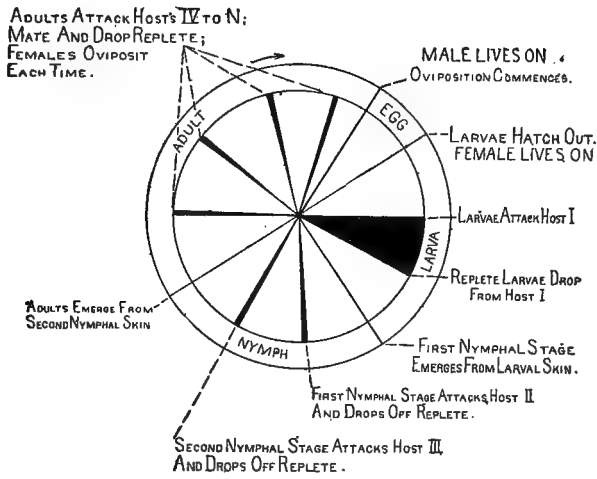 ADULTS ATTACK HOST'S IV TO N;
MATE AND DROP REPLETE;
FEMALES OVIPOSIT
EACH TIME.
MALE LIVES ON.
OVIPOSITION COMMENCES.
EGG
ADULT
LARVAE HATCH OUT.
FEMALE LIVES ON
LARVAE ATTACK HOST I
LARVA
REPLETE LARVAE DROP
FROM HOST I
ADULTS EMERGE FROM
SECOND NYMPHAL SKIN
NYMPH
FIRST NYMPHAL STAGE
EMERGES FROM LARVAL SKIN.
FIRST NYMPHAL STAGE ATTACKS HOST II
AND DROPS OFF REPLETE.
SECOND NYMPHAL STAGE ATTACKS HOST III,
AND DROPS OFF REPLETE.